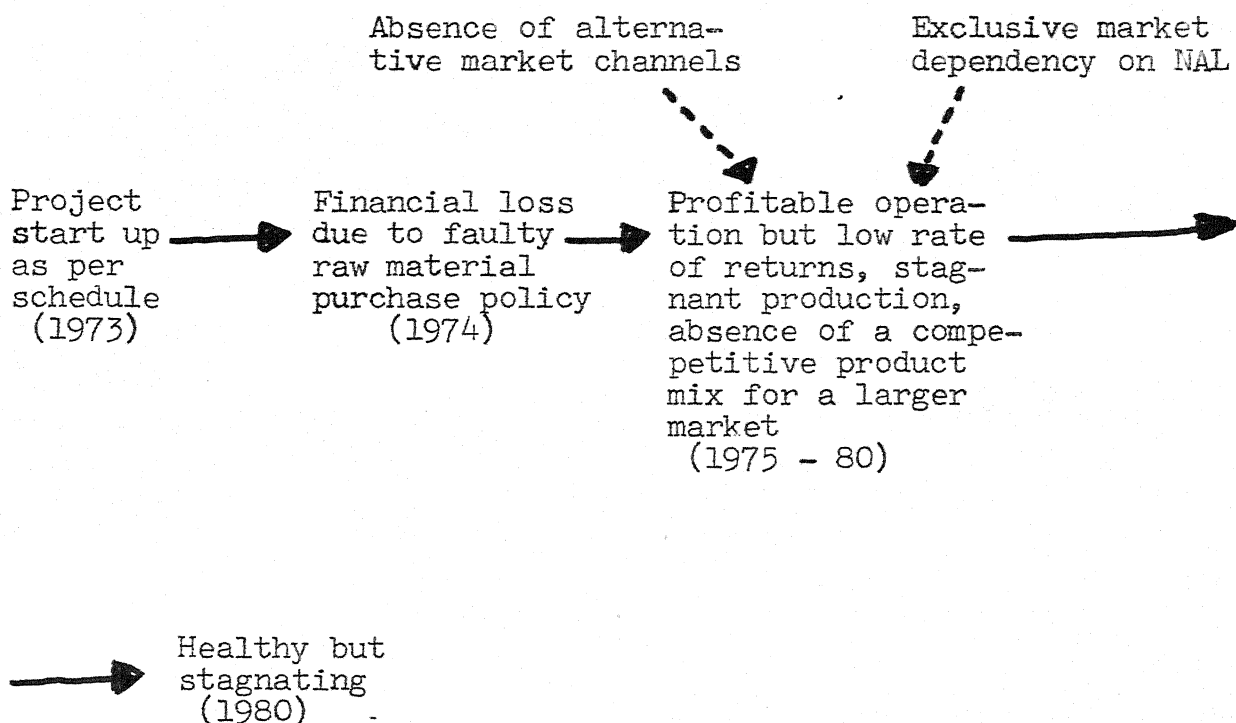 Absence of alterna-
tive market channels
Exclusive market
dependency on NAL
Project
start up
as per
schedule
(1973)
Financial loss
due to faulty
raw material
purchase policy
(1974)
Profitable opera-
tion but low rate
of returns, stag-
nant production,
absence of a compe-
petitive product
mix for a larger
market
(1975 - 80)
Healthy but
stagnating
(1980)